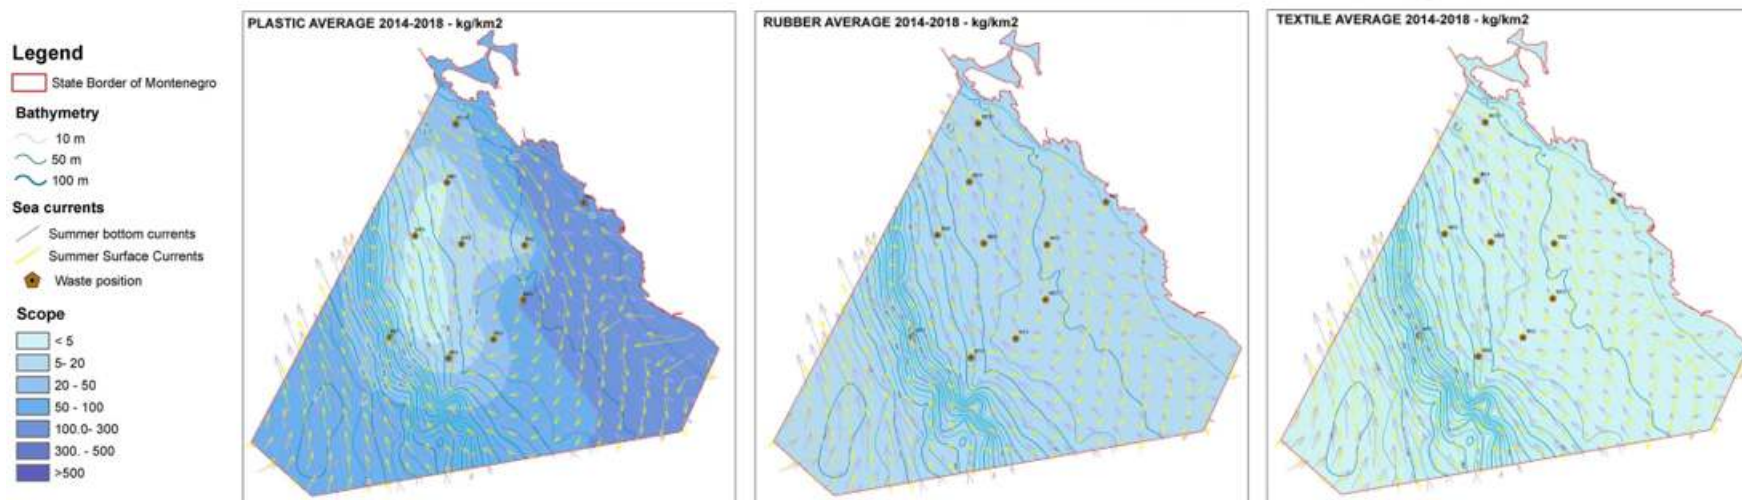 PLASTIC AVERAGE 2014-2018 - kg/km2
RUBBER AVERAGE 2014-2018 - kg/km2
TEXTILE AVERAGE 2014-2018 - kg/km2
Legend
State Border of Montenegro
Bathymetry
10 m
50 m
100 m
Sea currents
Summer bottom currents
Summer Surface Currents
Waste position
Scope
< 5
5- 20
20 - 50
50 - 100
100.0- 300
300. - 500
>500